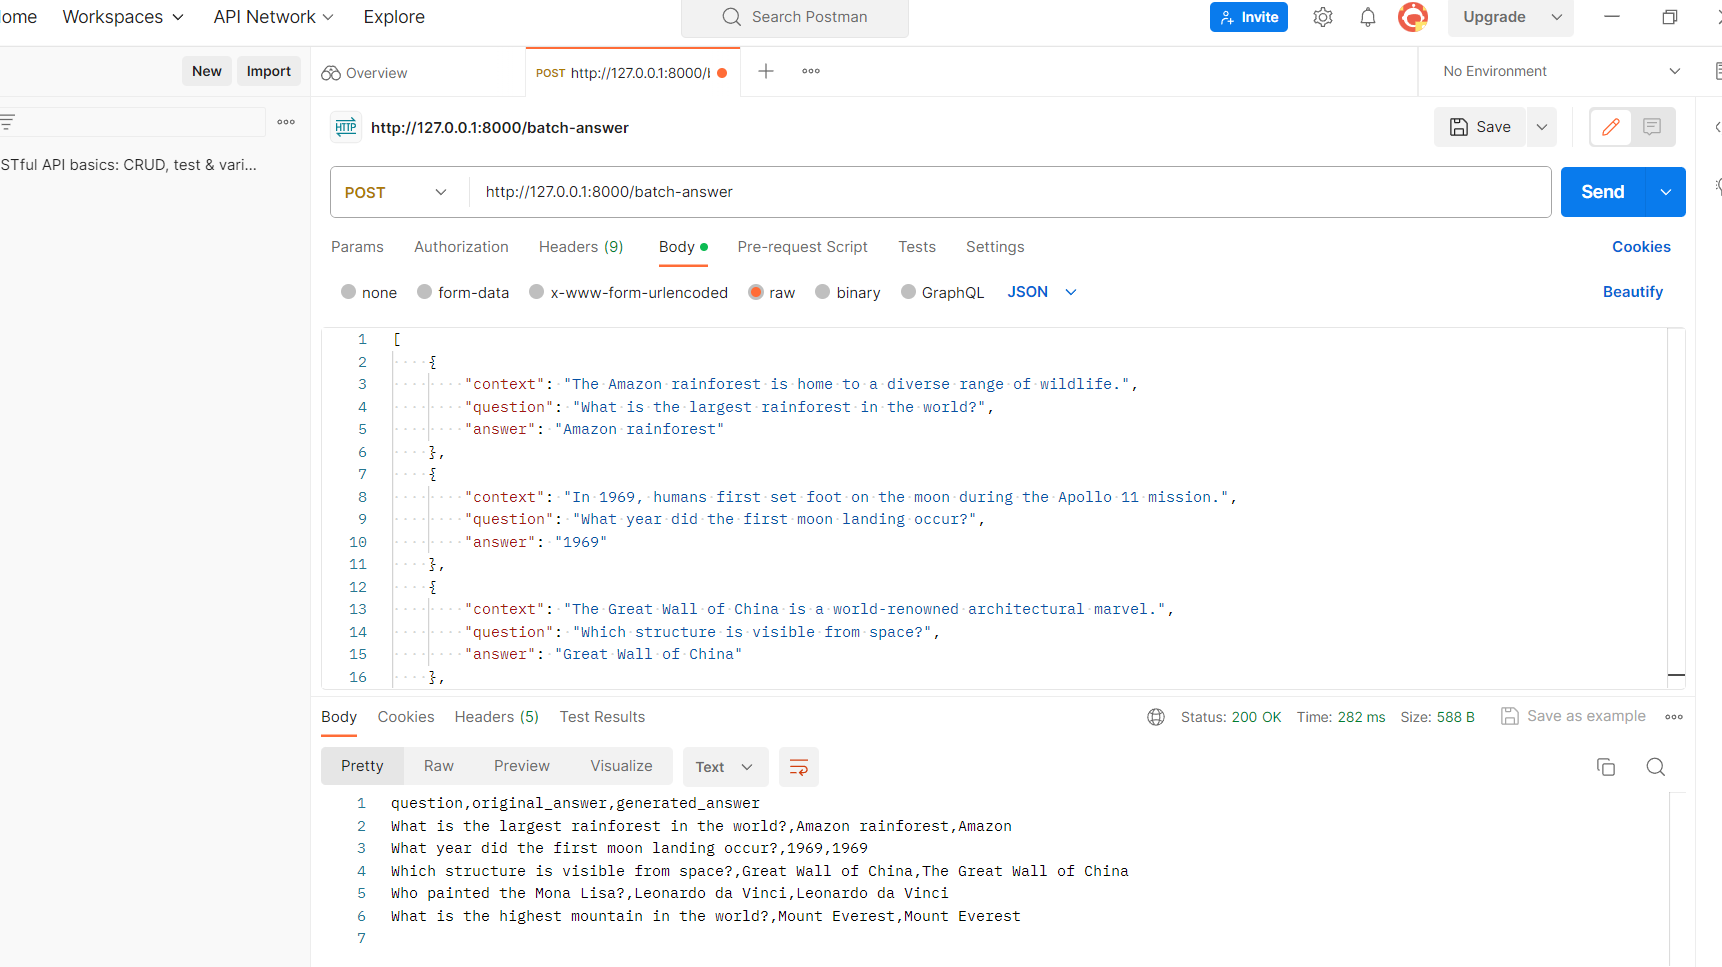 ome Workspaces API Network Explore Search Postman Invite Upgrade
New Import Overview POST http://127.0.0.1:8000/b No Environment
HTTP http://127.0.0.1:8000/batch-answer Save
STful API basics: CRUD, test & vari...
POST http://127.0.0.1:8000/batch-answer Send
Params Authorization Headers (9) Body Pre-request Script Tests Settings Cookies
none form-data x-www-form-urlencoded raw binary GraphQL JSON Beautify
1 [
2 {
3 "context": "The Amazon rainforest is home to a diverse range of wildlife.",
4 "question": "What is the largest rainforest in the world?",
5 "answer": "Amazon rainforest"
6 },
7 {
8 "context": "In 1969, humans first set foot on the moon during the Apollo 11 mission.",
9 "question": "What year did the first moon landing occur?",
10 "answer": "1969"
11 },
12 {
13 "context": "The Great Wall of China is a world-renowned architectural marvel.",
14 "question": "Which structure is visible from space?",
15 "answer": "Great Wall of China"
16 },
Body Cookies Headers (5) Test Results Status: 200 OK Time: 282 ms Size: 588 B Save as example
Pretty Raw Preview Visualize Text
1 question,original_answer,generated_answer
2 What is the largest rainforest in the world?,Amazon rainforest,Amazon
3 What year did the first moon landing occur?,1969,1969
4 Which structure is visible from space?,Great Wall of China,The Great Wall of China
5 Who painted the Mona Lisa?,Leonardo da Vinci,Leonardo da Vinci
6 What is the highest mountain in the world?,Mount Everest,Mount Everest
7